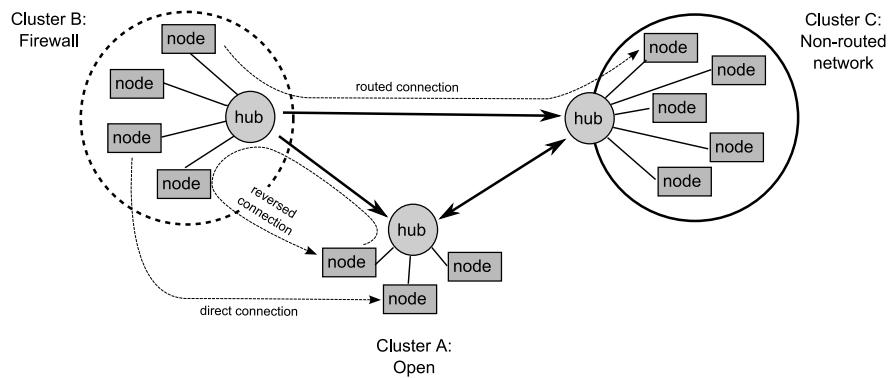 Cluster B:
Firewall
node
node
node
node
hub
routed connection
reversed
connection
direct connection
hub
node
node
node
Cluster A:
Open
Cluster C:
Non-routed
network
hub
node
node
node
node
node